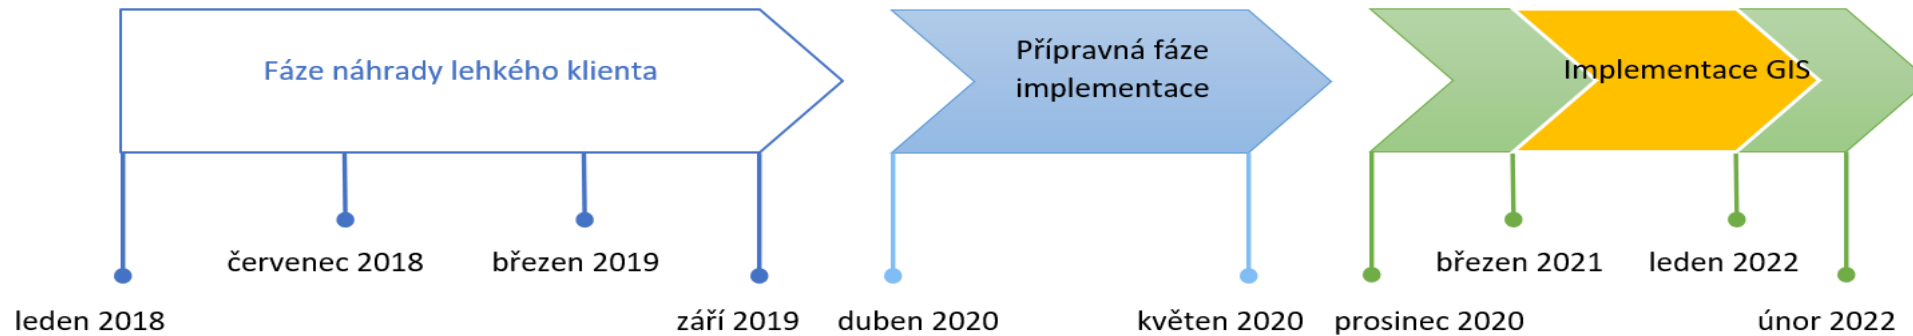 Fáze náhrady lehkého klienta
Přípravná fáze
implementace
Implementace GIS
červenec 2018
březen 2019
březen 2021
leden 2022
leden 2018
září 2019
duben 2020
květen 2020
prosinec 2020
únor 2022